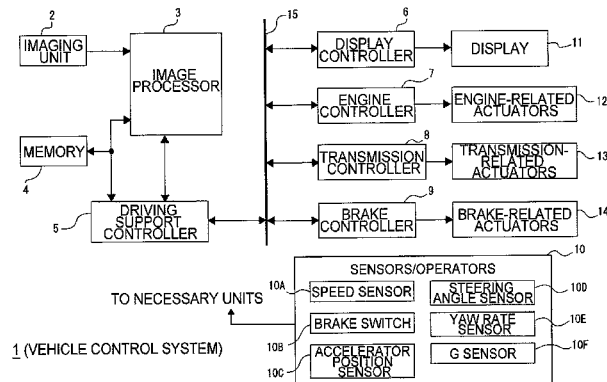 2
3
15
6
IMAGING UNIT
IMAGE PROCESSOR
DISPLAY CONTROLLER
DISPLAY
11
7
ENGINE CONTROLLER
ENGINE-RELATED ACTUATORS
12
MEMORY
4
8
TRANSMISSION CONTROLLER
TRANSMISSION-RELATED ACTUATORS
13
5
DRIVING SUPPORT CONTROLLER
9
BRAKE CONTROLLER
BRAKE-RELATED ACTUATORS
14
10
SENSORS/OPERATORS
10A
SPEED SENSOR
STEERING ANGLE SENSOR
10D
TO NECESSARY UNITS
10B
BRAKE SWITCH
YAW RATE SENSOR
10E
10C
ACCELERATOR POSITION SENSOR
G SENSOR
10F
1 (VEHICLE CONTROL SYSTEM)